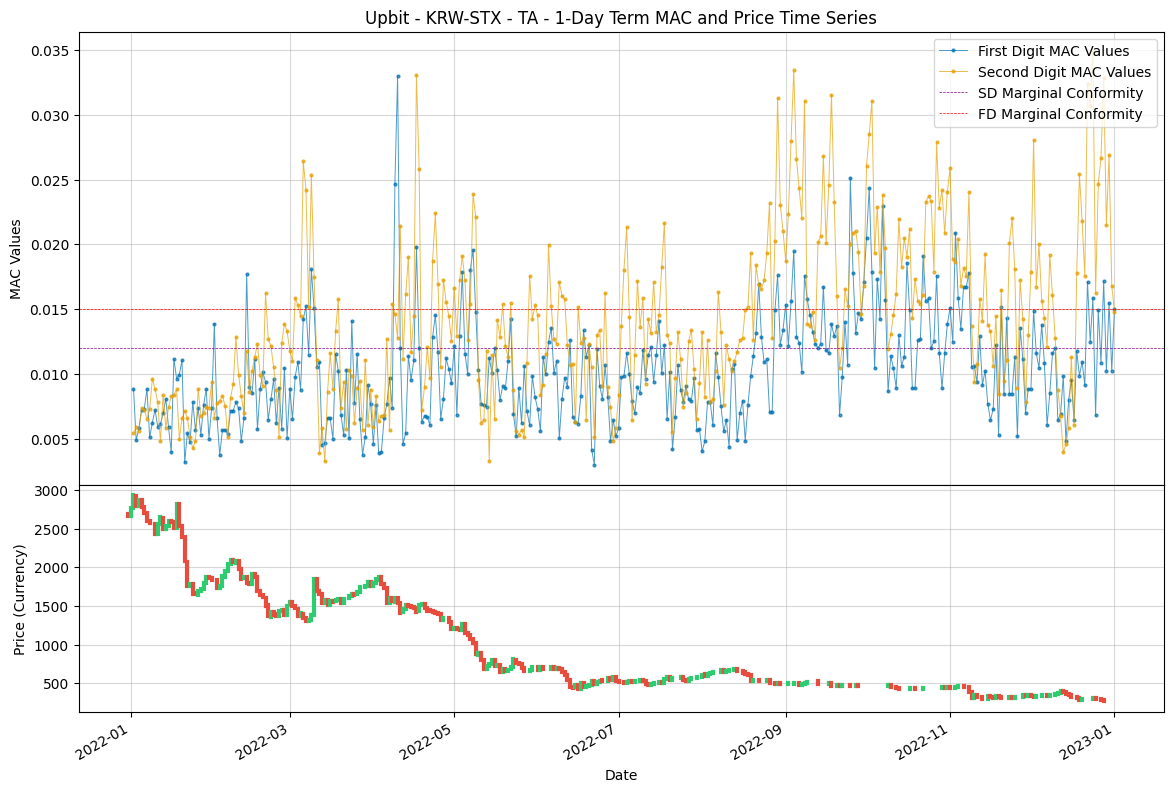 Upbit - KRW-STX - TA - 1-Day Term MAC and Price Time Series
First Digit MAC Values
Second Digit MAC Values
SD Marginal Conformity
FD Marginal Conformity
MAC Values
0.035
0.030
0.025
0.020
0.015
0.010
0.005
Price (Currency)
3000
2500
2000
1500
1000
500
2022-01
2022-03
2022-05
2022-07
2022-09
2022-11
2023-01
Date